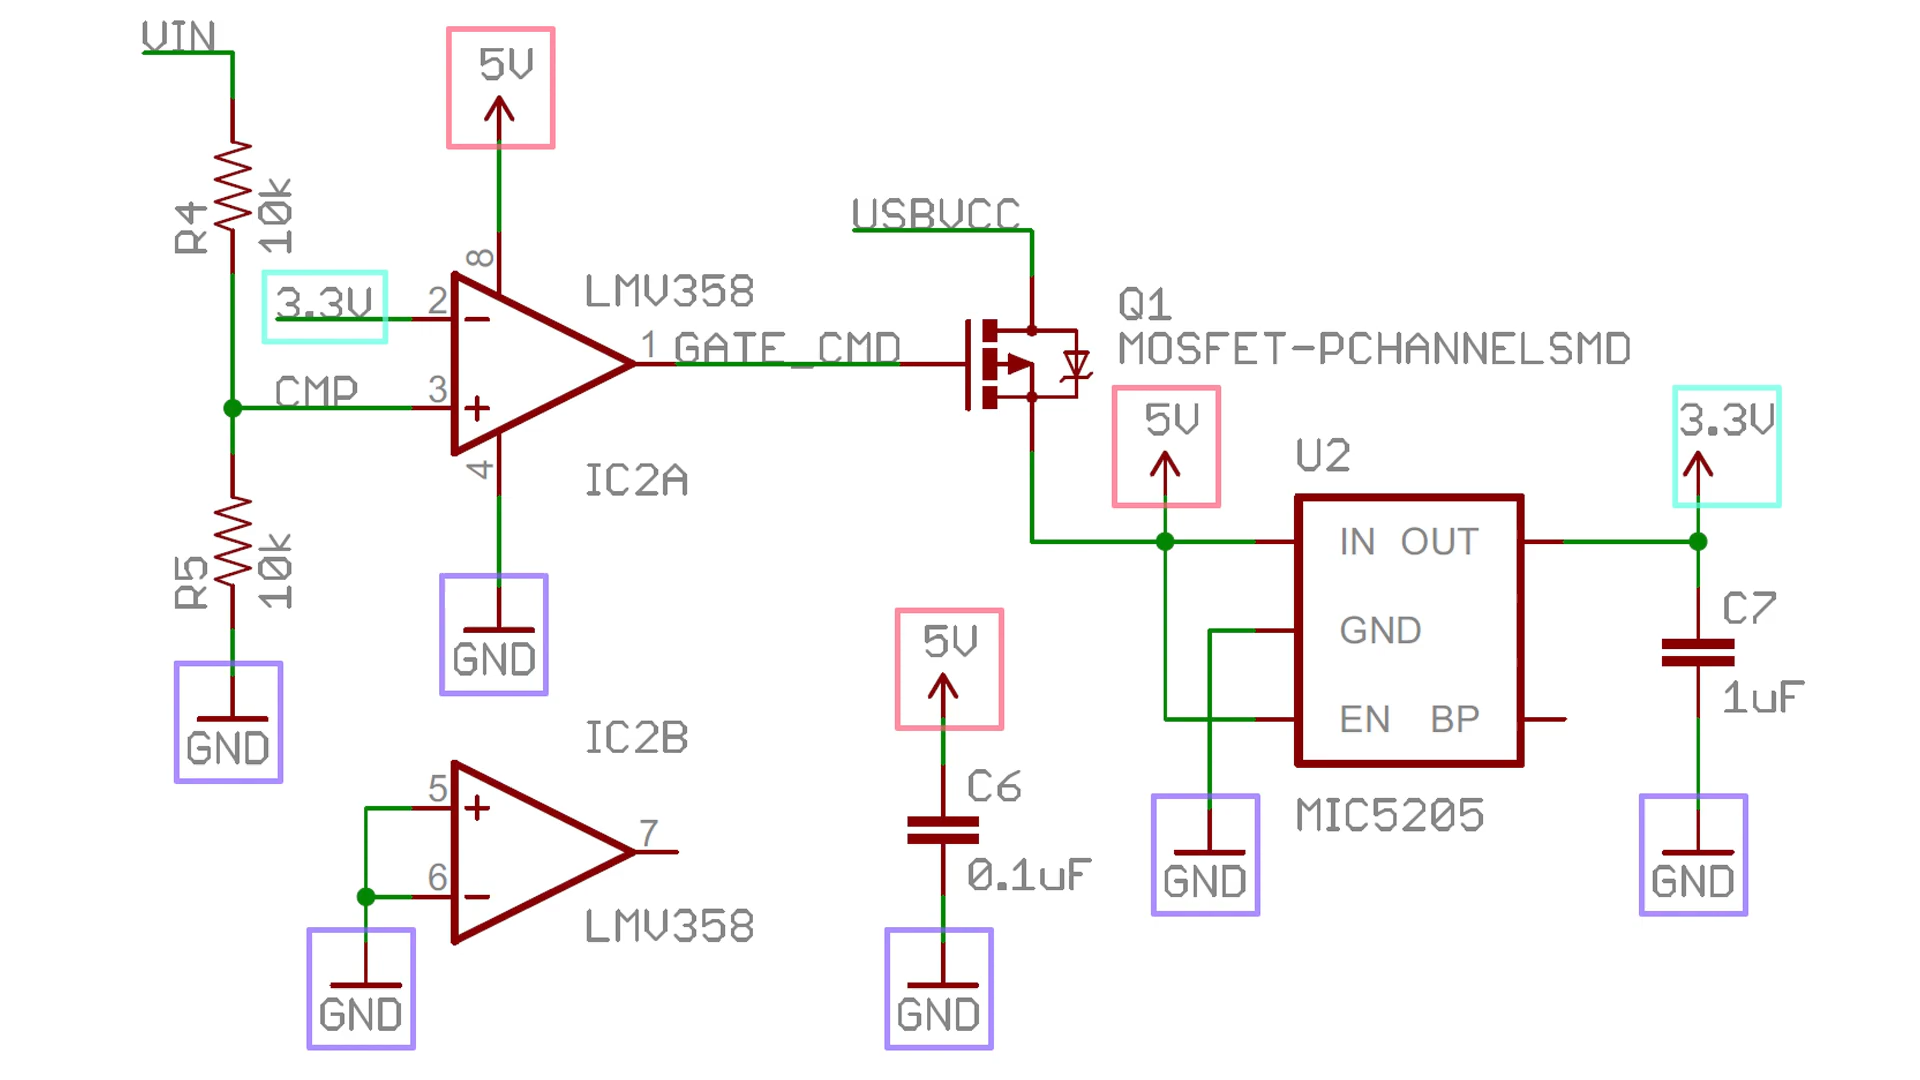 VIN
5V
R4
10k
8
3.3V
2
LMV358
CMP
3
1
GATE_CMD
4
IC2A
GND
R5
10k
GND
USBVCC
Q1
MOSFET-PCHANNELSMD
5V
U2
3.3V
IN OUT
GND
EN BP
MIC5205
GND
C7
1uF
GND
IC2B
5
6
7
LMV358
GND
5V
C6
0.1uF
GND